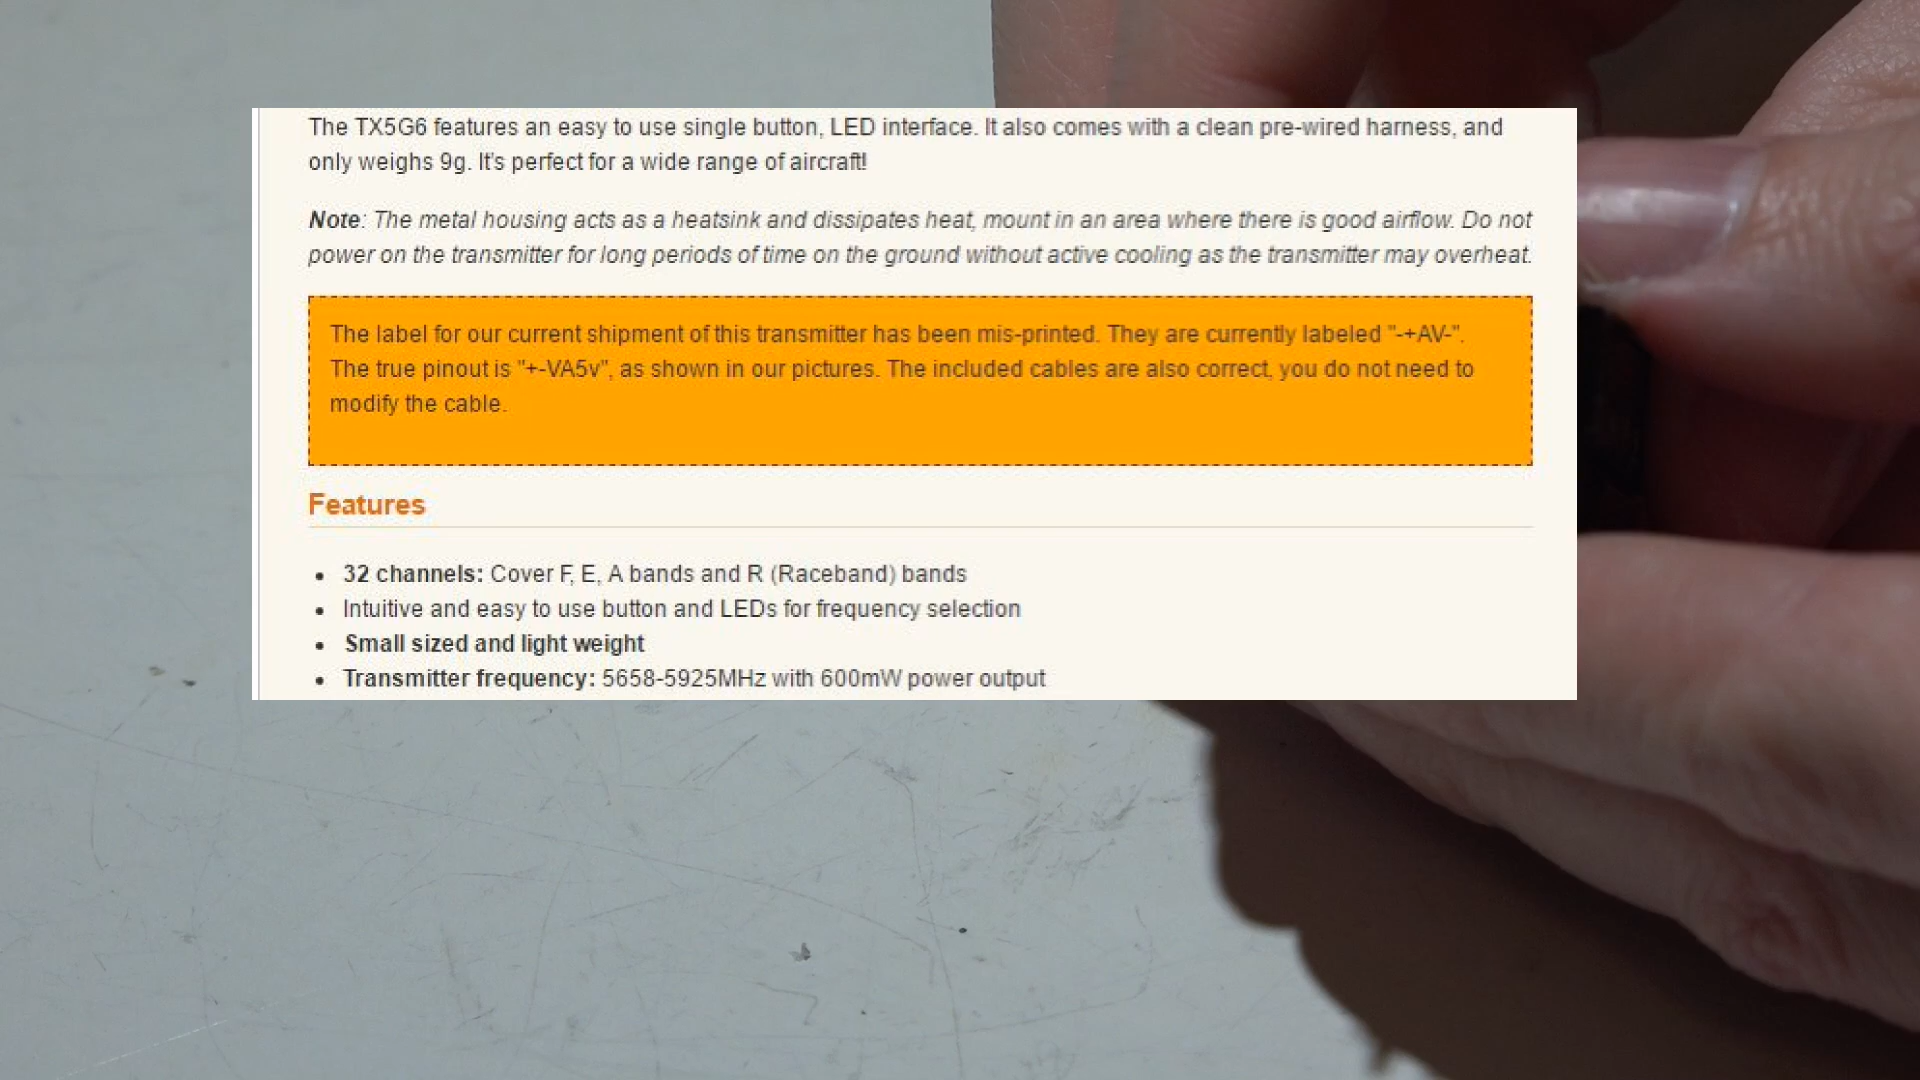 The TX5G6 features an easy to use single button, LED interface. It also comes with a clean pre-wired harness, and
only weighs 9g. It's perfect for a wide range of aircraft!
Note: The metal housing acts as a heatsink and dissipates heat, mount in an area where there is good airflow. Do not
power on the transmitter for long periods of time on the ground without active cooling as the transmitter may overheat.
The label for our current shipment of this transmitter has been mis-printed. They are currently labeled "-+AV-".
The true pinout is "+-VA5v", as shown in our pictures. The included cables are also correct, you do not need to
modify the cable.
Features
• 32 channels: Cover F, E, A bands and R (Raceband) bands
• Intuitive and easy to use button and LEDs for frequency selection
• Small sized and light weight
• Transmitter frequency: 5658-5925MHz with 600mW power output